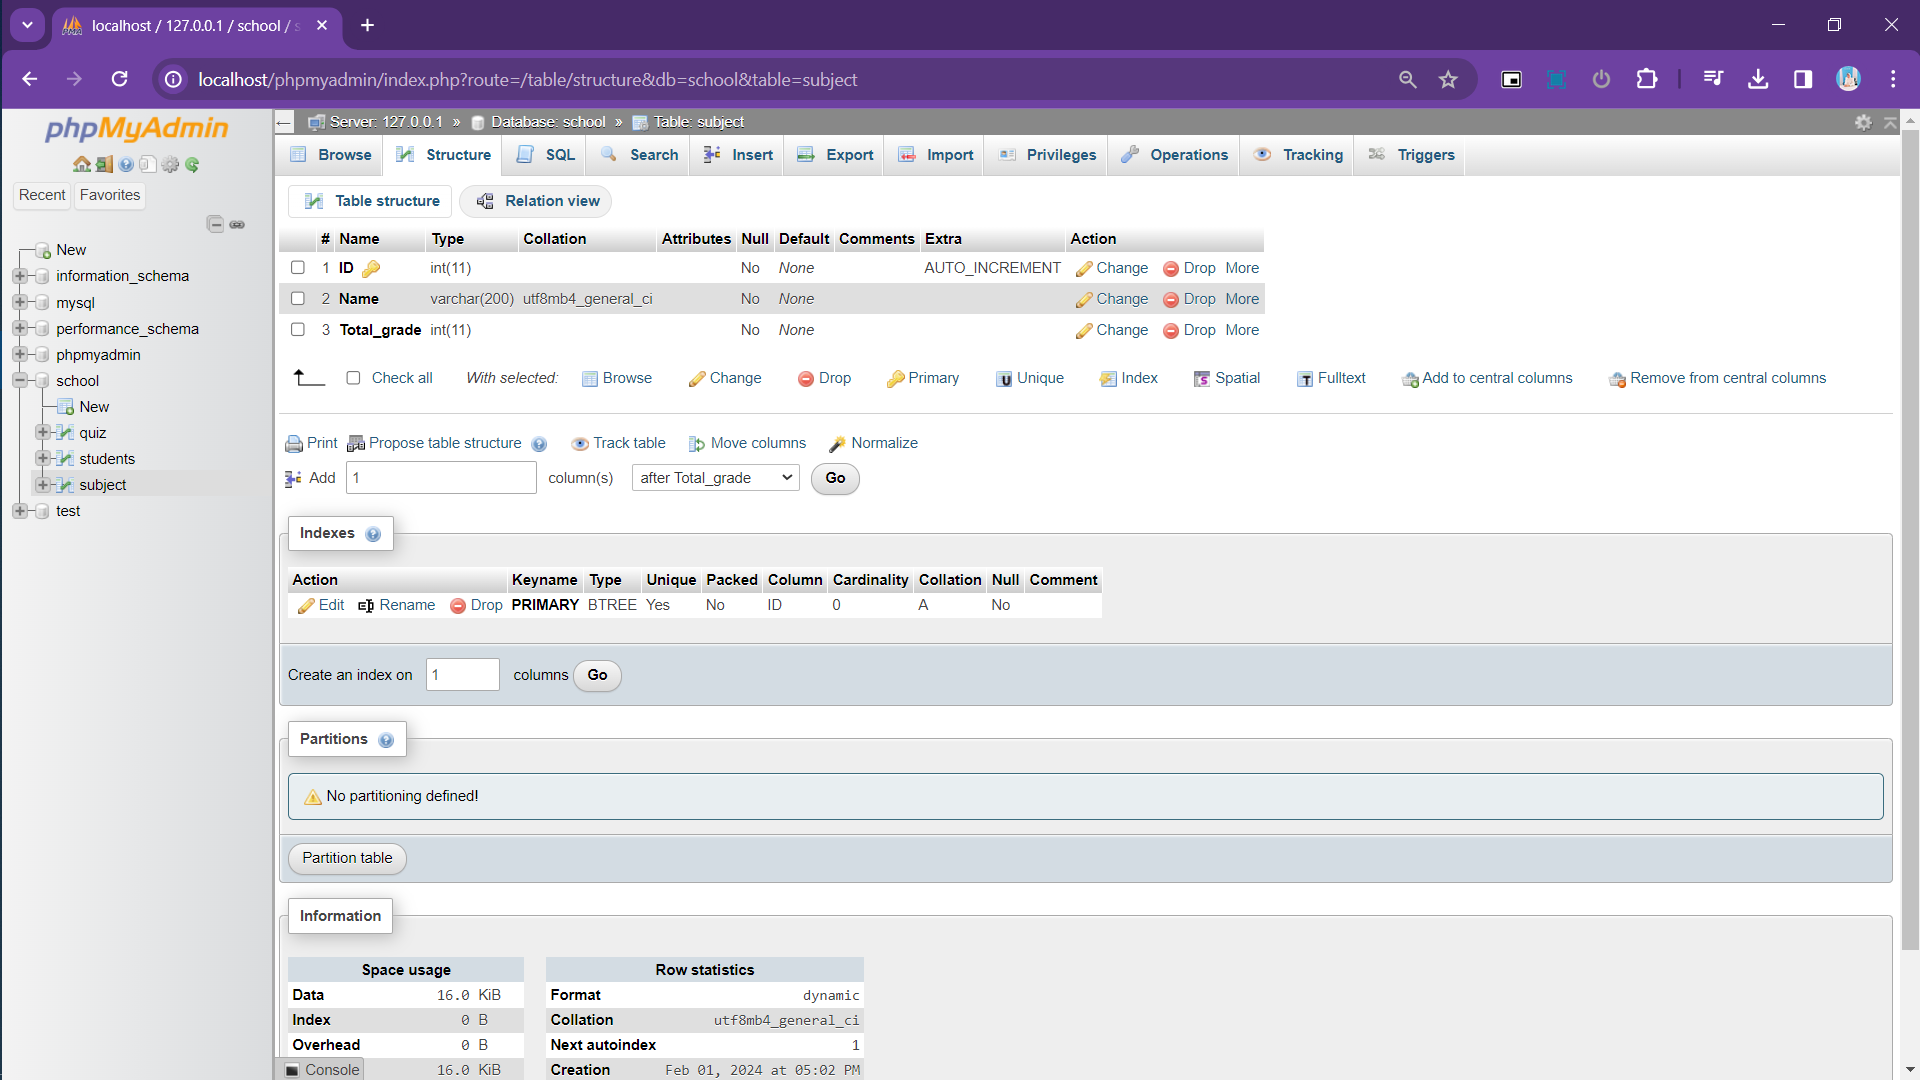 localhost / 127.0.0.1 / school / s
localhost/phpmyadmin/index.php?route=/table/structure&db=school&table=subject
phpMyAdmin
Recent Favorites
New
information_schema
mysql
performance_schema
phpmyadmin
school
New
quiz
students
subject
test
Server: 127.0.0.1 » Database: school » Table: subject
Browse Structure SQL Search Insert Export Import Privileges Operations Tracking Triggers
Table structure Relation view
# Name Type Collation Attributes Null Default Comments Extra Action
1 ID int(11) No None AUTO_INCREMENT Change Drop More
2 Name varchar(200) utf8mb4_general_ci No None Change Drop More
3 Total_grade int(11) No None Change Drop More
Check all With selected: Browse Change Drop Primary Unique Index Spatial Fulltext Add to central columns Remove from central columns
Print Propose table structure Track table Move columns Normalize
Add 1 column(s) after Total_grade Go
Indexes
Action Keyname Type Unique Packed Column Cardinality Collation Null Comment
Edit Rename Drop PRIMARY BTREE Yes No ID 0 A No
Create an index on 1 columns Go
Partitions
No partitioning defined!
Partition table
Information
Space usage
Data 16.0 KiB
Index 0 B
Overhead 0 B
16.0 KiB
Row statistics
Format dynamic
Collation utf8mb4_general_ci
Next autoindex 1
Creation Feb 01, 2024 at 05:02 PM
Console